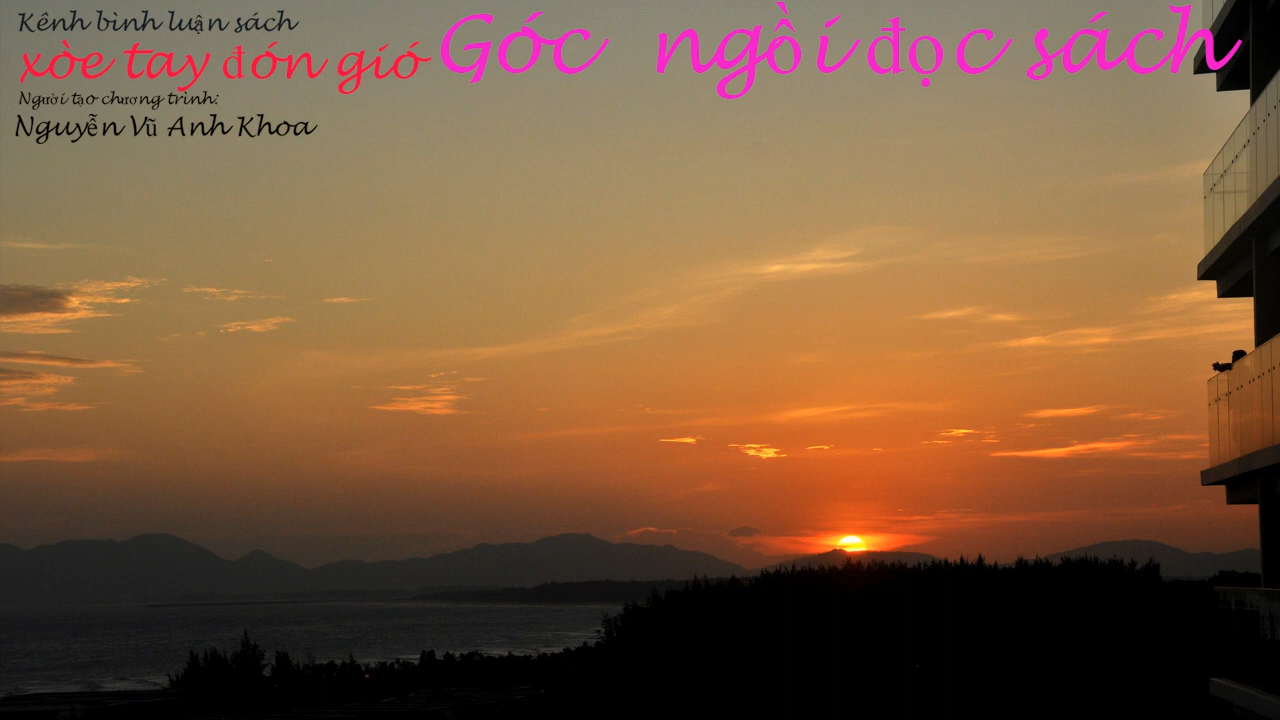 Kênh bình luận sách
xòe tay đón gió
Người tạo chương trình:
Nguyễn Vũ Anh Khoa
Góc ngồi đọc sách